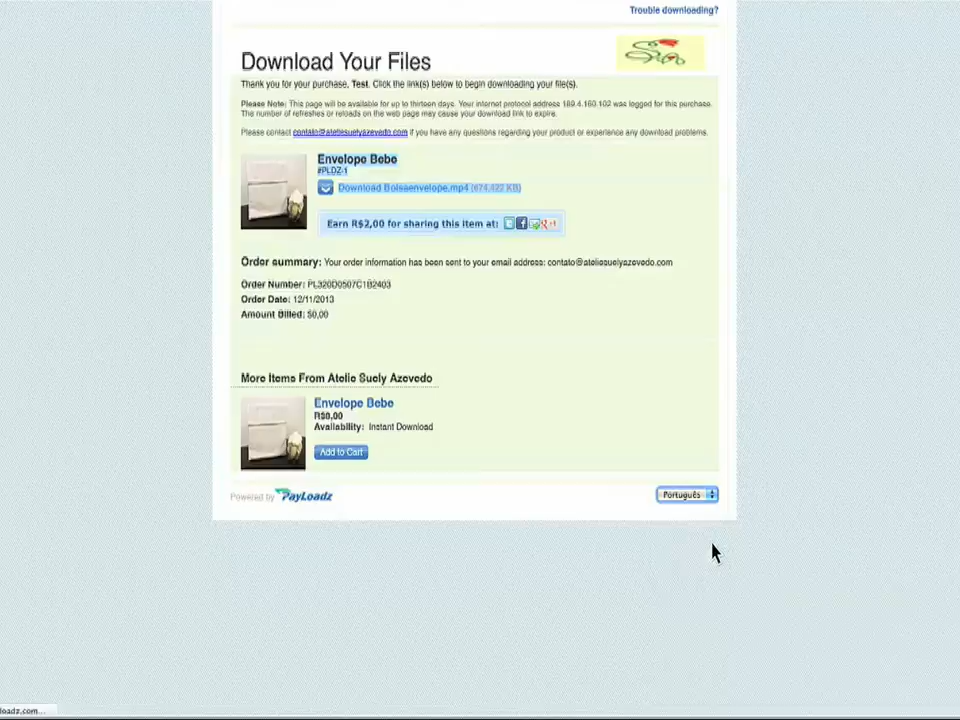 Trouble downloading?
Download Your Files
Thank you for your purchase, Test. Click the link(s) below to begin downloading your file(s).
Please Note: This page will be available for up to thirteen days. Your internet protocol address 189.4.160.102 was logged for this purchase.
The number of refreshes or reloads on the web page may cause your download link to expire.
Please contact contato@ateliesuelyazevedo.com if you have any questions regarding your product or experience any download problems.
Envelope Bebe
#PLDZ-1
Download Bolsaenvelope.mp4 (674,422 KB)
Earn R$2,00 for sharing this item at:
Order summary: Your order information has been sent to your email address: contato@ateliesuelyazevedo.com
Order Number: PL320D0507C1B2403
Order Date: 12/11/2013
Amount Billed: $0,00
More Items From Atelie Suely Azevedo
Envelope Bebe
R$0,00
Availability: Instant Download
Add to Cart
Powered by PayLoadz
Português
loadz.com...